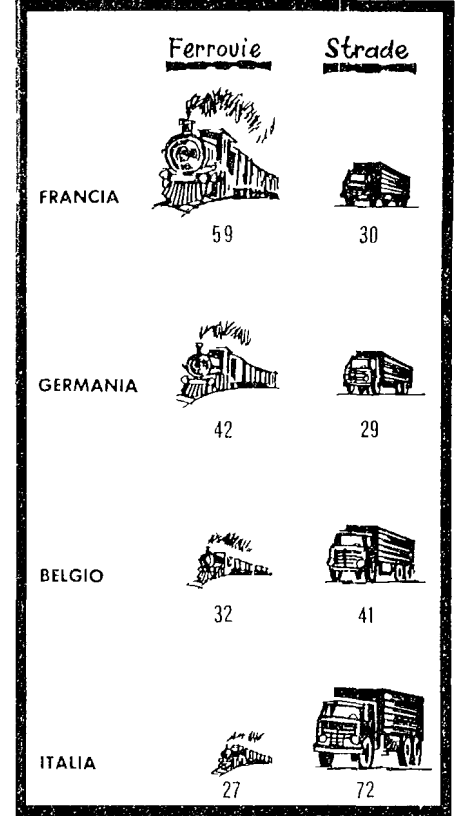 Ferrovie Strade
FRANCIA
59 30
GERMANIA
42 29
BELGIO
32 41
ITALIA
27 72